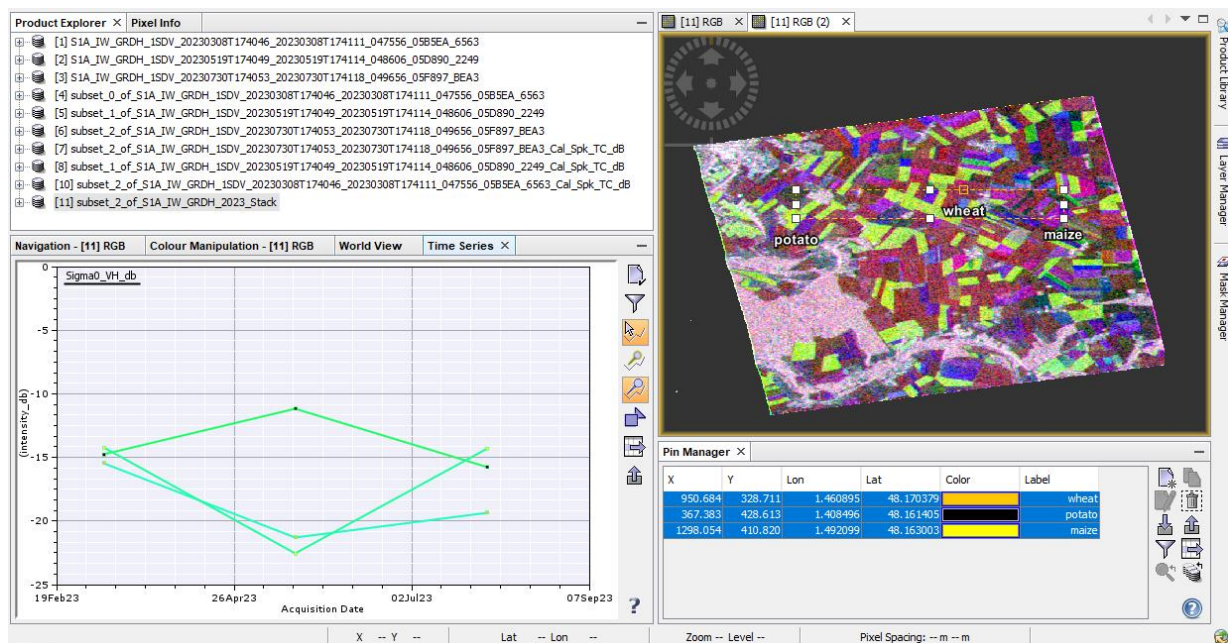 Product Explorer × Pixel Info
[1] S1A_IW_GRDH_1SDV_20230308T174046_20230308T174111_047556_05B5EA_6563
[2] S1A_IW_GRDH_1SDV_20230519T174049_20230519T174114_048606_05D890_2249
[3] S1A_IW_GRDH_1SDV_20230730T174053_20230730T174118_049656_05F897_BEA3
[4] subset_0_of_S1A_IW_GRDH_1SDV_20230308T174046_20230308T174111_047556_05B5EA_6563
[5] subset_1_of_S1A_IW_GRDH_1SDV_20230519T174049_20230519T174114_048606_05D890_2249
[6] subset_2_of_S1A_IW_GRDH_1SDV_20230730T174053_20230730T174118_049656_05F897_BEA3
[7] subset_2_of_S1A_IW_GRDH_1SDV_20230730T174053_20230730T174118_049656_05F897_BEA3_Cal_Spk_TC_dB
[8] subset_1_of_S1A_IW_GRDH_1SDV_20230519T174049_20230519T174114_048606_05D890_2249_Cal_Spk_TC_dB
[10] subset_2_of_S1A_IW_GRDH_1SDV_20230308T174046_20230308T174111_047556_05B5EA_6563_Cal_Spk_TC_dB
[11] subset_2_of_S1A_IW_GRDH_2023_Stack
Navigation - [11] RGB Colour Manipulation - [11] RGB World View Time Series ×
Sigma0_VH_db
0
-5
-10
-15
-20
-25
(intensity_db)
19Feb23 26Apr23 02Jul23 07Sep23
Acquisition Date
[11] RGB × [11] RGB (2) ×
wheat
potato
maize
Product Library
Layer Manager
Mask Manager
Pin Manager ×
X Y Lon Lat Color Label
950.684 328.711 1.460895 48.170379 wheat
367.383 428.613 1.408496 48.161405 potato
1298.054 410.820 1.492099 48.163003 maize
X -- Y -- Lat -- Lon -- Zoom -- Level -- Pixel Spacing: -- m -- m